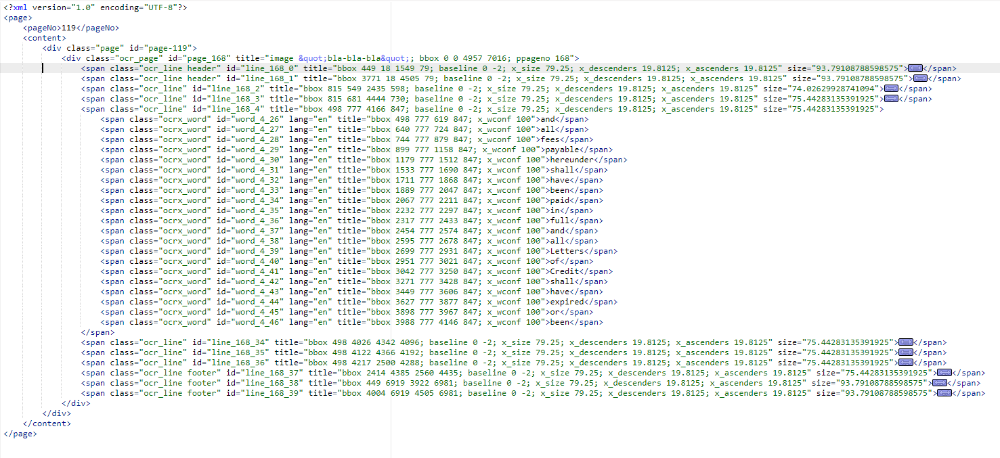 <?xml version="1.0" encoding="UTF-8"?>
<page>
<pageNo>119</pageNo>
<content>
<div class="page" id="page-119">
<div class="ocr_page" id="page_168" title="image &quot;bla-bla-bla&quot;; bbox 0 0 4957 7016; ppageno 168">
<span class="ocr_line header" id="line_168_0" title="bbox 449 18 1549 79; baseline 0 -2; x_size 79.25; x_descenders 19.8125; x_ascenders 19.8125" size="93.79108788598575"></span>
<span class="ocr_line header" id="line_168_1" title="bbox 3771 18 4505 79; baseline 0 -2; x_size 79.25; x_descenders 19.8125; x_ascenders 19.8125" size="93.79108788598575"></span>
<span class="ocr_line" id="line_168_2" title="bbox 815 549 2435 598; baseline 0 -2; x_size 79.25; x_descenders 19.8125; x_ascenders 19.8125" size="74.02629928741094"></span>
<span class="ocr_line" id="line_168_3" title="bbox 815 681 4444 730; baseline 0 -2; x_size 79.25; x_descenders 19.8125; x_ascenders 19.8125" size="75.44283135391925"></span>
<span class="ocr_line" id="line_168_4" title="bbox 498 777 4166 847; baseline 0 -2; x_size 79.25; x_descenders 19.8125; x_ascenders 19.8125" size="75.44283135391925">
<span class="ocrx_word" id="word_4_26" lang="en" title="bbox 498 777 619 847; x_wconf 100">and</span>
<span class="ocrx_word" id="word_4_27" lang="en" title="bbox 640 777 724 847; x_wconf 100">all</span>
<span class="ocrx_word" id="word_4_28" lang="en" title="bbox 744 777 879 847; x_wconf 100">fees</span>
<span class="ocrx_word" id="word_4_29" lang="en" title="bbox 899 777 1158 847; x_wconf 100">payable</span>
<span class="ocrx_word" id="word_4_30" lang="en" title="bbox 1179 777 1512 847; x_wconf 100">hereunder</span>
<span class="ocrx_word" id="word_4_31" lang="en" title="bbox 1533 777 1690 847; x_wconf 100">shall</span>
<span class="ocrx_word" id="word_4_32" lang="en" title="bbox 1711 777 1868 847; x_wconf 100">have</span>
<span class="ocrx_word" id="word_4_33" lang="en" title="bbox 1889 777 2047 847; x_wconf 100">been</span>
<span class="ocrx_word" id="word_4_34" lang="en" title="bbox 2067 777 2211 847; x_wconf 100">paid</span>
<span class="ocrx_word" id="word_4_35" lang="en" title="bbox 2232 777 2297 847; x_wconf 100">in</span>
<span class="ocrx_word" id="word_4_36" lang="en" title="bbox 2317 777 2433 847; x_wconf 100">full</span>
<span class="ocrx_word" id="word_4_37" lang="en" title="bbox 2454 777 2574 847; x_wconf 100">and</span>
<span class="ocrx_word" id="word_4_38" lang="en" title="bbox 2595 777 2678 847; x_wconf 100">all</span>
<span class="ocrx_word" id="word_4_39" lang="en" title="bbox 2699 777 2931 847; x_wconf 100">Letters</span>
<span class="ocrx_word" id="word_4_40" lang="en" title="bbox 2951 777 3021 847; x_wconf 100">of</span>
<span class="ocrx_word" id="word_4_41" lang="en" title="bbox 3042 777 3250 847; x_wconf 100">Credit</span>
<span class="ocrx_word" id="word_4_42" lang="en" title="bbox 3271 777 3428 847; x_wconf 100">shall</span>
<span class="ocrx_word" id="word_4_43" lang="en" title="bbox 3449 777 3606 847; x_wconf 100">have</span>
<span class="ocrx_word" id="word_4_44" lang="en" title="bbox 3627 777 3877 847; x_wconf 100">expired</span>
<span class="ocrx_word" id="word_4_45" lang="en" title="bbox 3898 777 3967 847; x_wconf 100">or</span>
<span class="ocrx_word" id="word_4_46" lang="en" title="bbox 3988 777 4146 847; x_wconf 100">been</span>
</span>
<span class="ocr_line" id="line_168_34" title="bbox 498 4026 4342 4096; baseline 0 -2; x_size 79.25; x_descenders 19.8125; x_ascenders 19.8125" size="75.44283135391925"></span>
<span class="ocr_line" id="line_168_35" title="bbox 498 4122 4366 4192; baseline 0 -2; x_size 79.25; x_descenders 19.8125; x_ascenders 19.8125" size="75.44283135391925"></span>
<span class="ocr_line" id="line_168_36" title="bbox 498 4217 2500 4288; baseline 0 -2; x_size 79.25; x_descenders 19.8125; x_ascenders 19.8125" size="75.44283135391925"></span>
<span class="ocr_line footer" id="line_168_37" title="bbox 2414 4385 2560 4435; baseline 0 -2; x_size 79.25; x_descenders 19.8125; x_ascenders 19.8125" size="75.44283135391925"></span>
<span class="ocr_line footer" id="line_168_38" title="bbox 449 6919 3922 6981; baseline 0 -2; x_size 79.25; x_descenders 19.8125; x_ascenders 19.8125" size="93.79108788598575"></span>
<span class="ocr_line footer" id="line_168_39" title="bbox 4004 6919 4505 6981; baseline 0 -2; x_size 79.25; x_descenders 19.8125; x_ascenders 19.8125" size="93.79108788598575"></span>
</div>
</div>
</content>
</page>